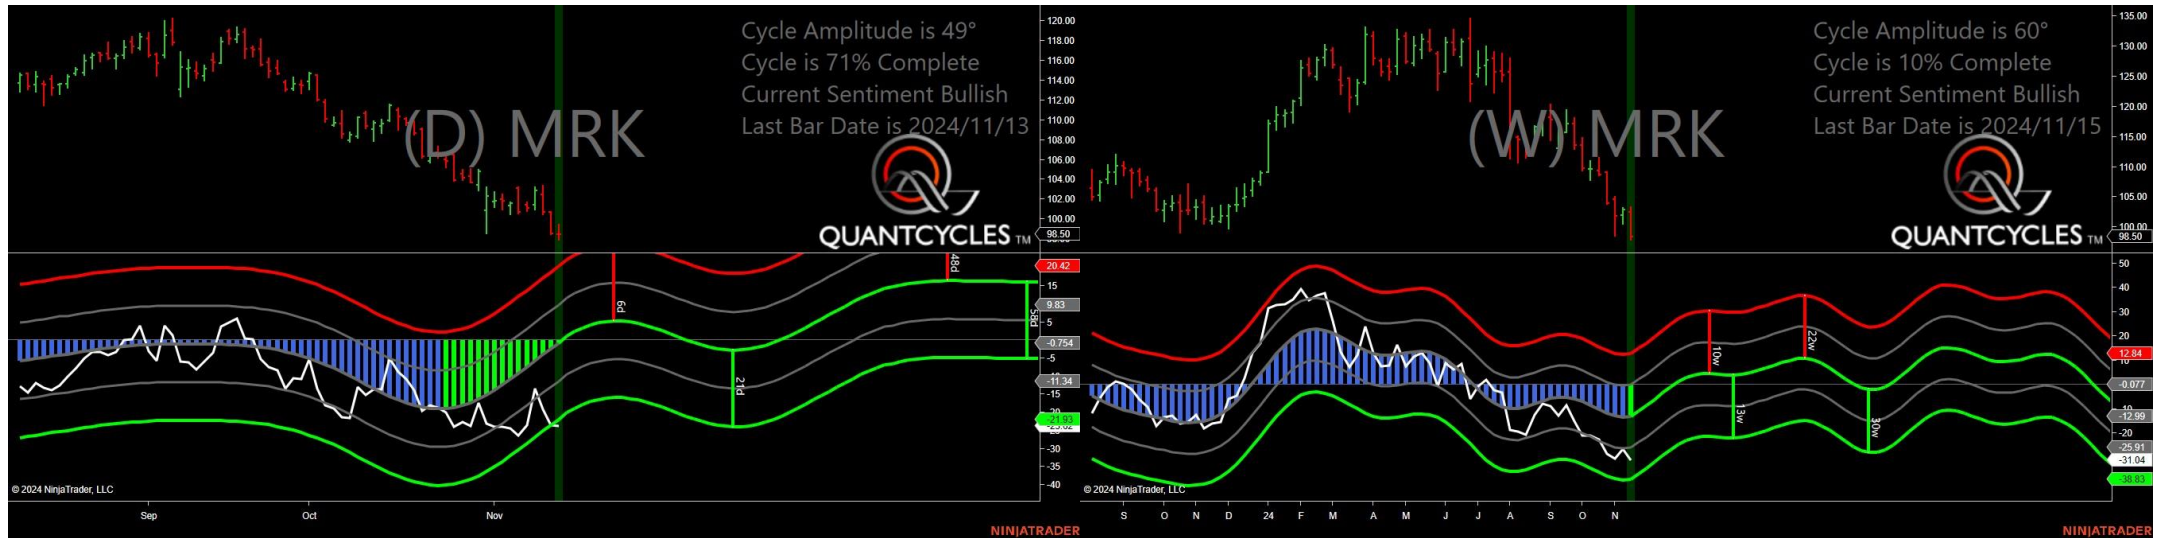 Cycle Amplitude is 49°
Cycle is 71% Complete
Current Sentiment Bullish
Last Bar Date is 2024/11/13
(D) MRK
QUANTCYCLES TM
120.00
118.00
116.00
114.00
112.00
110.00
108.00
106.00
104.00
102.00
100.00
98.50
48d
6d
21d
58d
20.42
15
9.83
5
-0.754
-5
-11.34
-15
-21.93
-30
-35
-40
© 2024 NinjaTrader, LLC
Sep
Oct
Nov
NINJATRADER
Cycle Amplitude is 60°
Cycle is 10% Complete
Current Sentiment Bullish
Last Bar Date is 2024/11/15
(W) MRK
QUANTCYCLES TM
135.00
130.00
125.00
120.00
115.00
110.00
105.00
100.00
98.50
10w
22w
13w
30w
50
40
30
20
12.84
-0.077
-12.99
-20
-25.91
-31.04
-38.83
© 2024 NinjaTrader, LLC
S O N D 24 F M A M J J A S O N
NINJATRADER